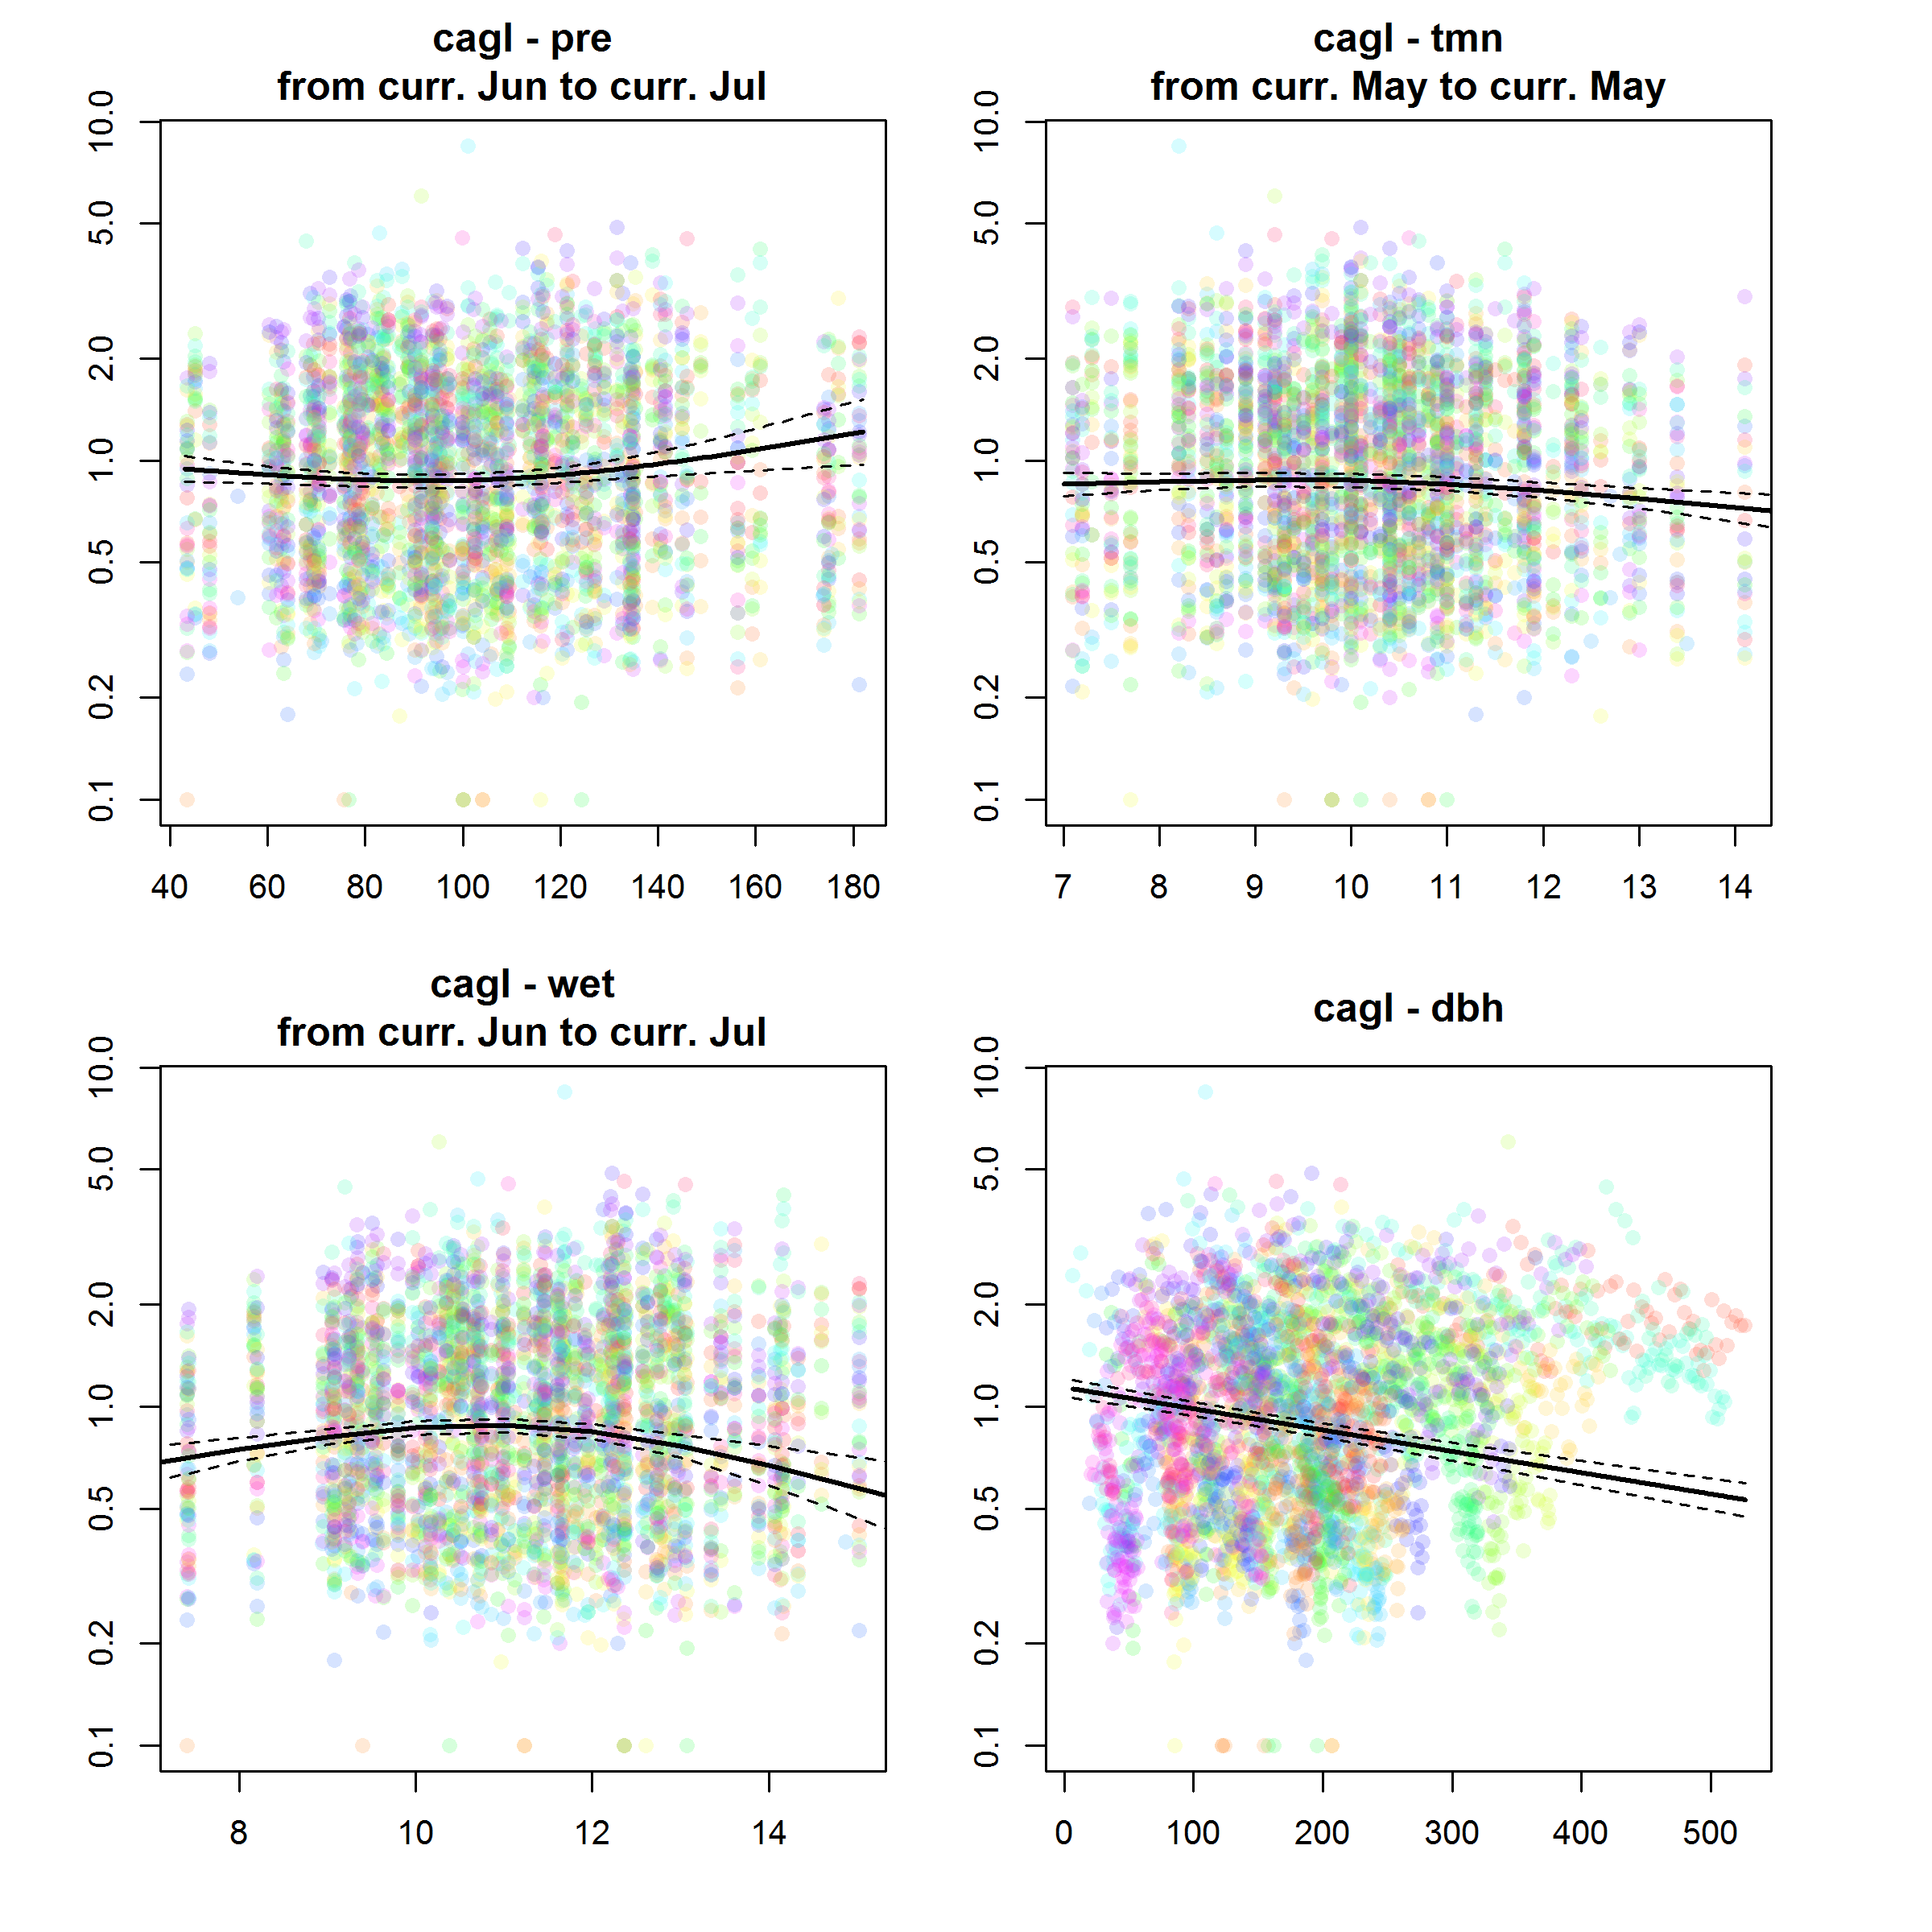 cagl - pre
from curr. Jun to curr. Jul
10.0
5.0
2.0
1.0
0.5
0.2
0.1
40 60 80 100 120 140 160 180
cagl - tmn
from curr. May to curr. May
10.0
5.0
2.0
1.0
0.5
0.2
0.1
7 8 9 10 11 12 13 14
cagl - wet
from curr. Jun to curr. Jul
10.0
5.0
2.0
1.0
0.5
0.2
0.1
8 10 12 14
cagl - dbh
10.0
5.0
2.0
1.0
0.5
0.2
0.1
0 100 200 300 400 500